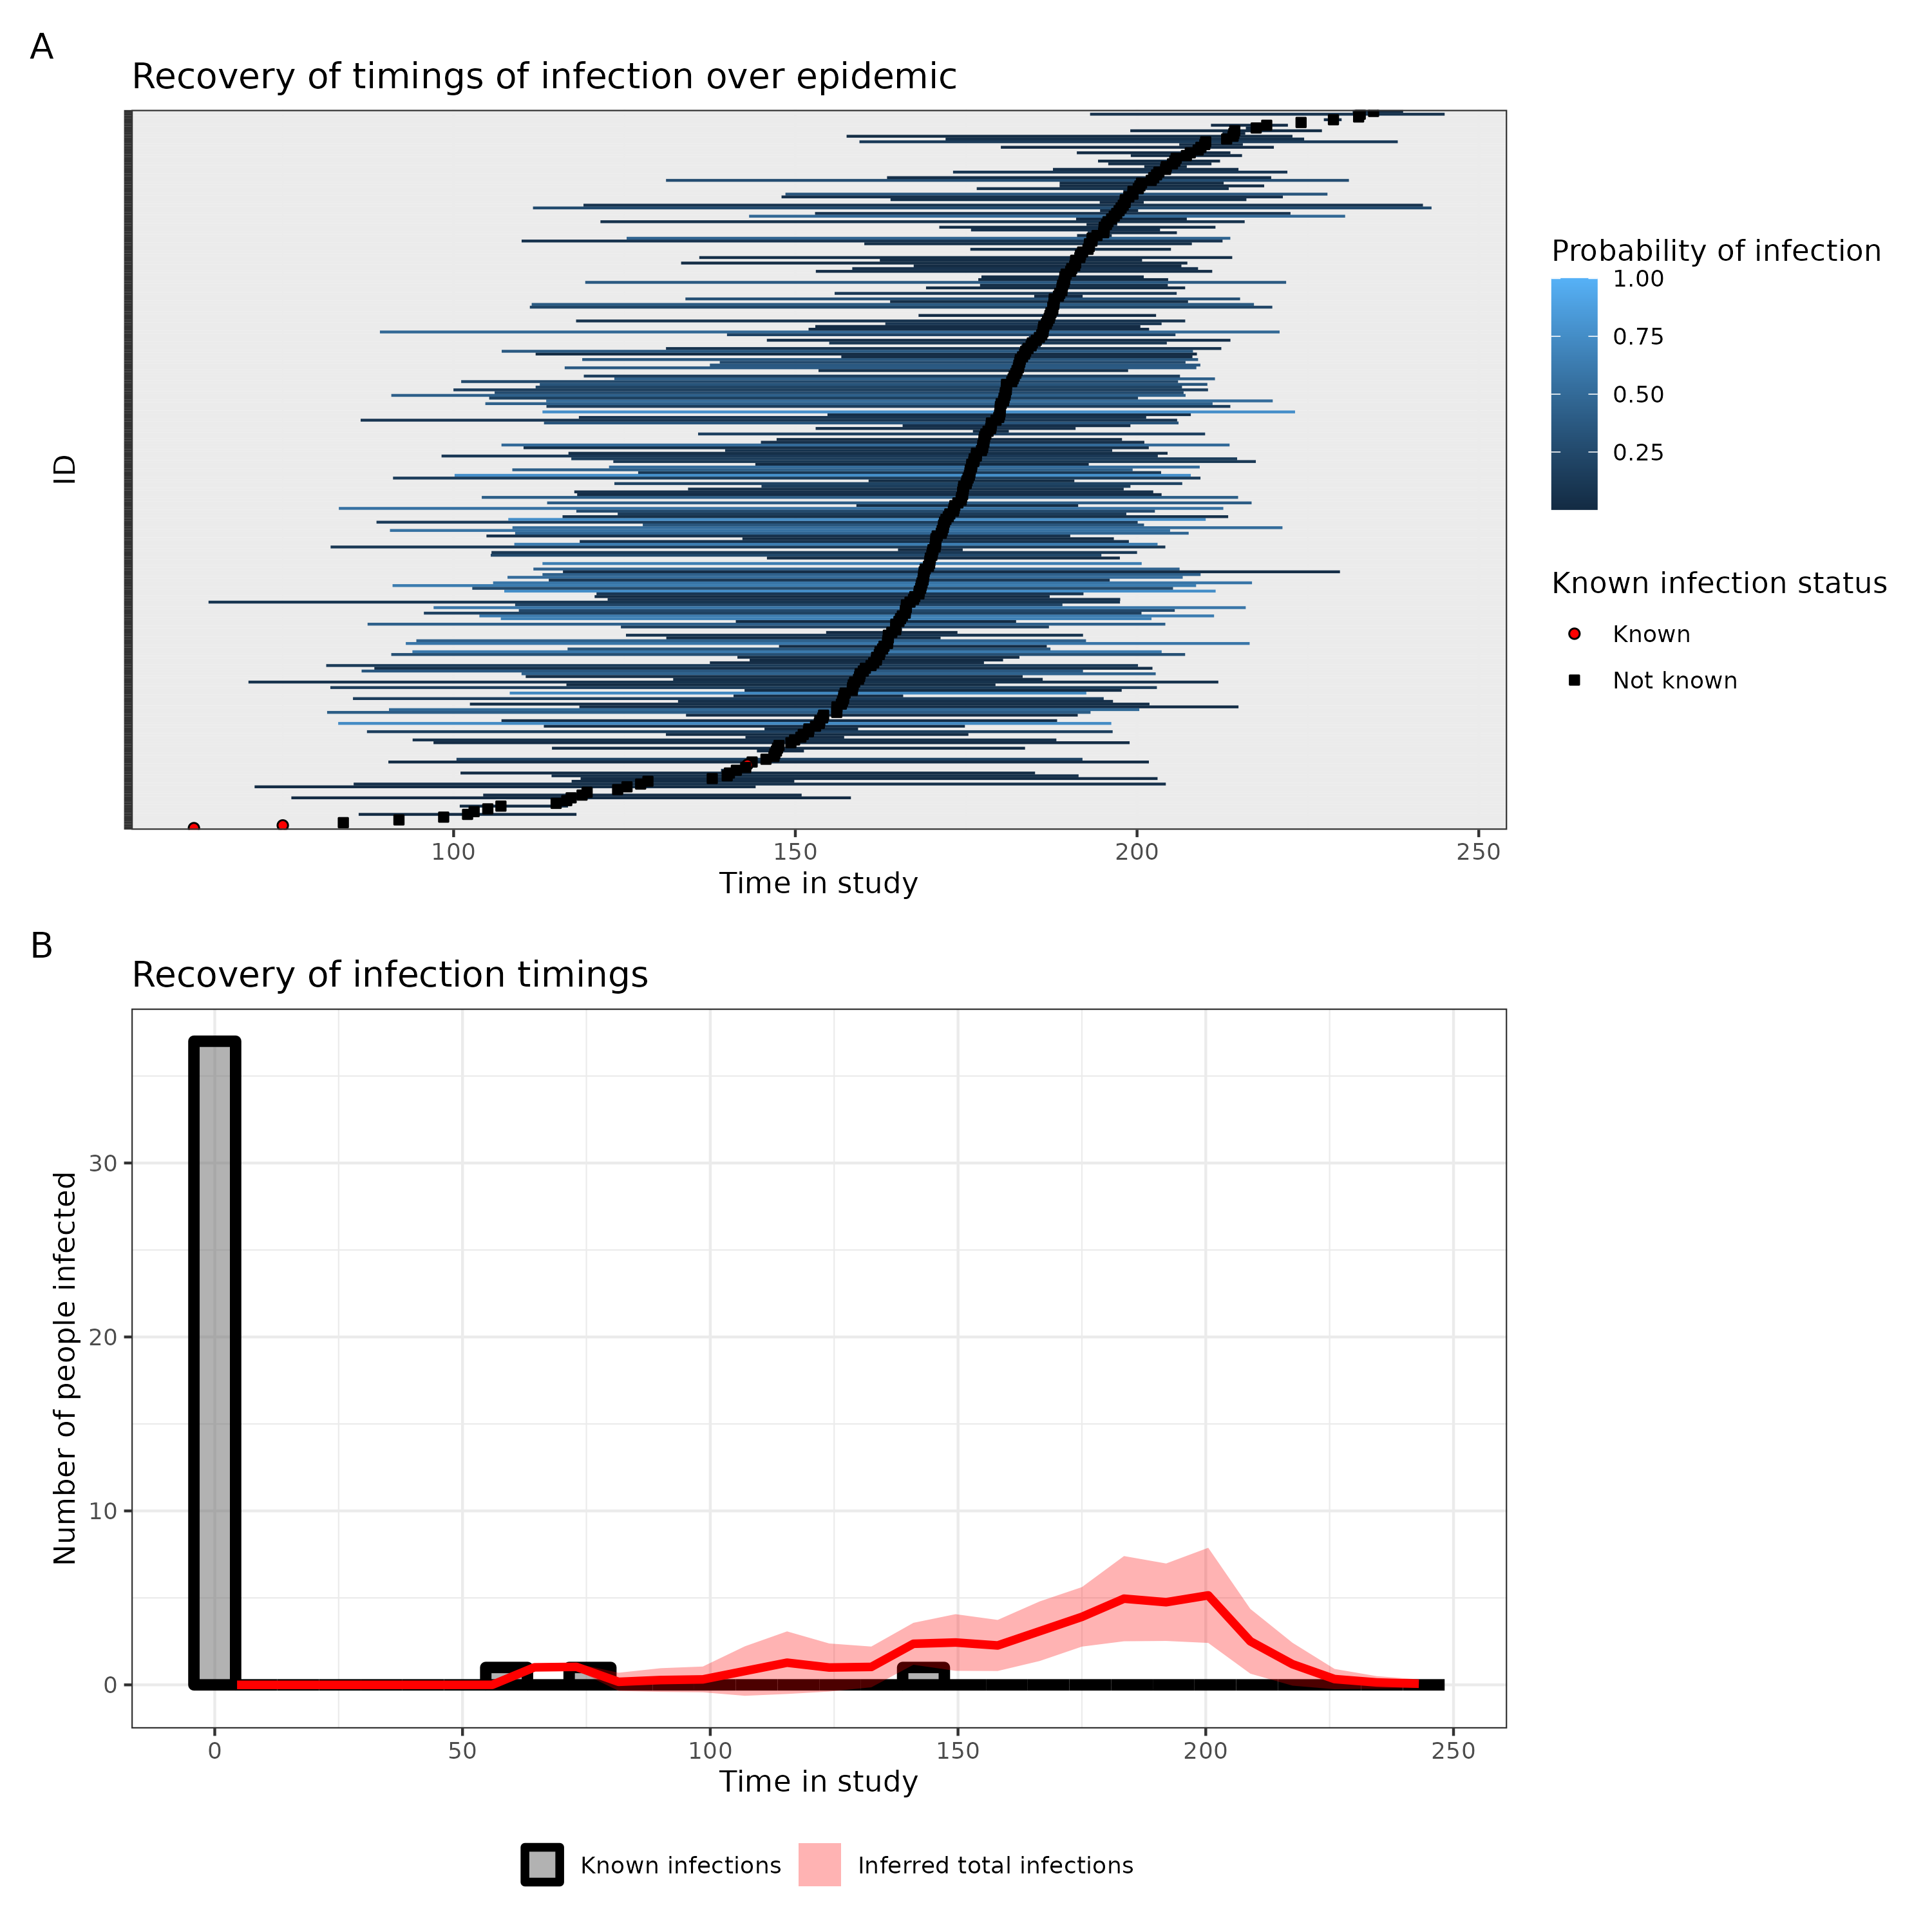 A
Recovery of timings of infection over epidemic
ID
100 150 200 250
Time in study
Probability of infection
1.00
0.75
0.50
0.25
Known infection status
Known
Not known
B
Recovery of infection timings
Number of people infected
30
20
10
0
0 50 100 150 200 250
Time in study
Known infections Inferred total infections